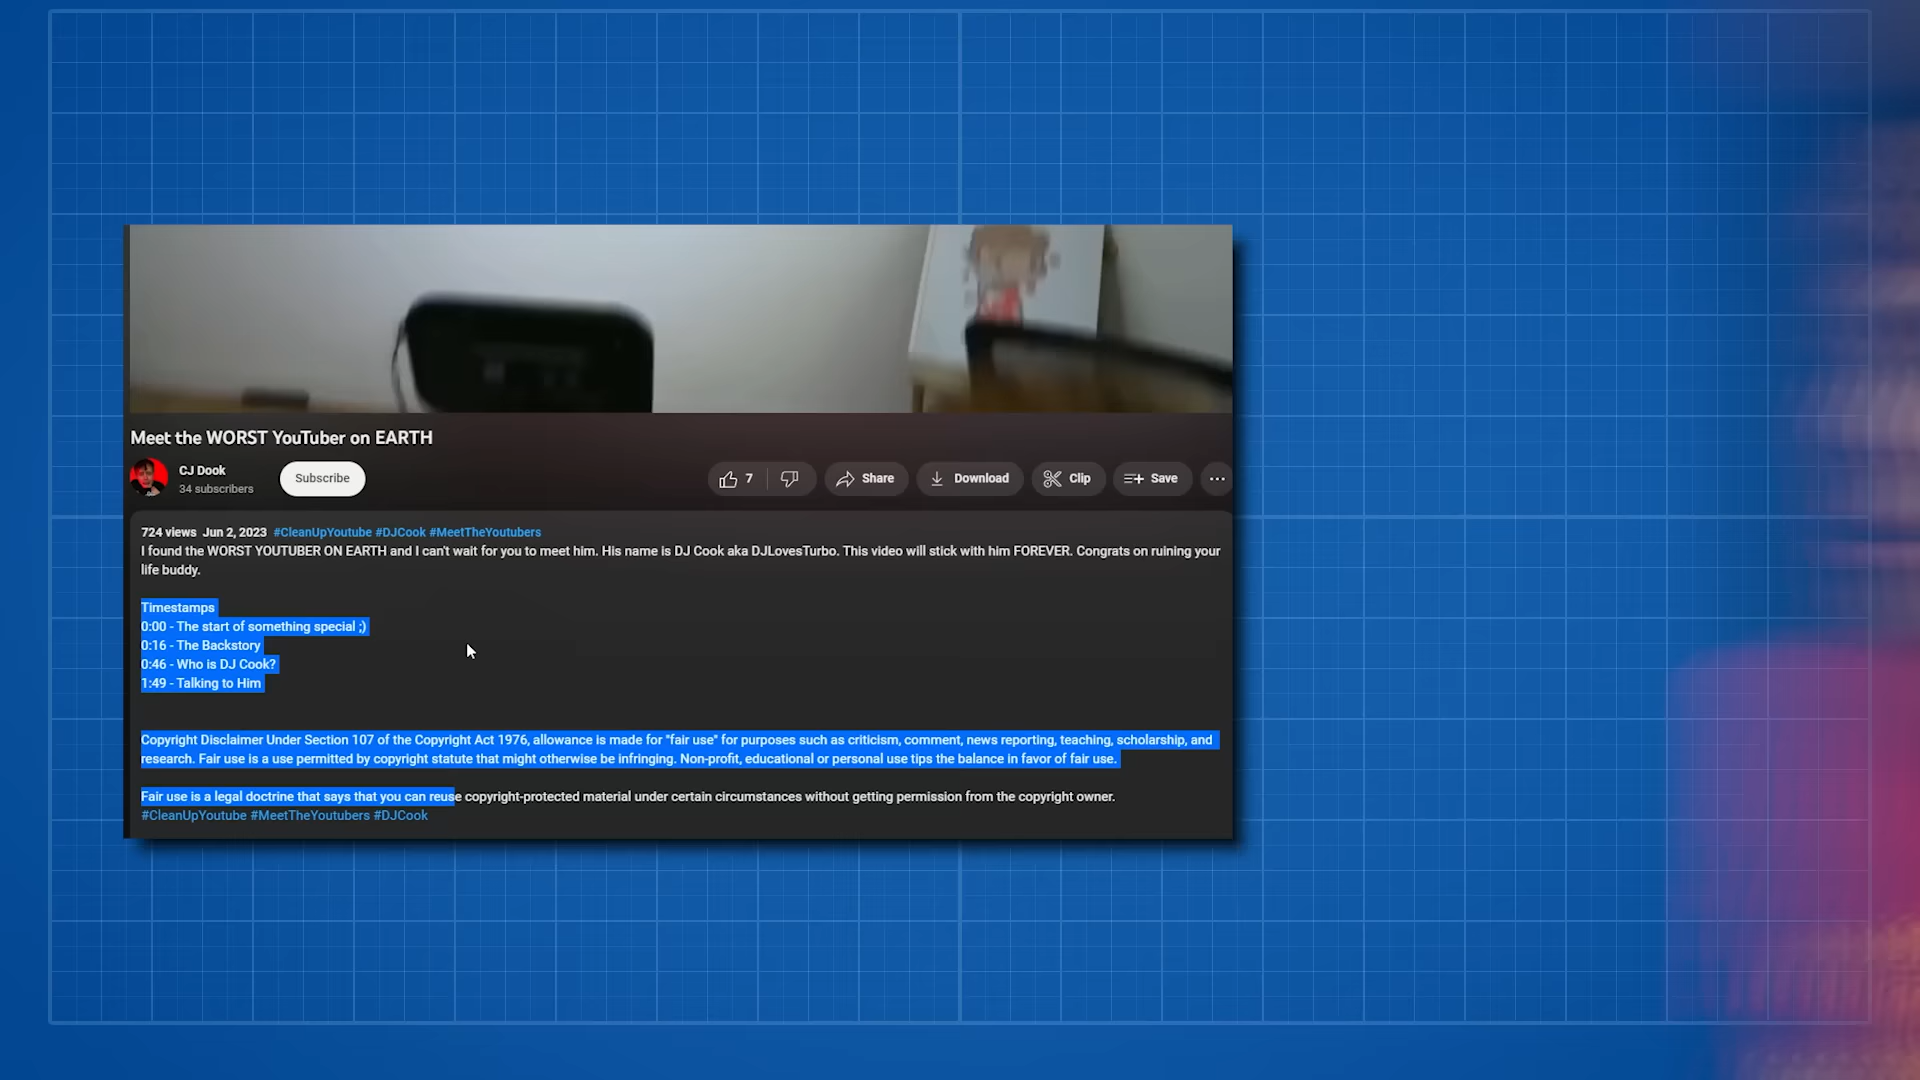 Meet the WORST YouTuber on EARTH
CJ Dook
34 subscribers
Subscribe
7
Share
Download
Clip
Save
724 views Jun 2, 2023 #CleanUpYoutube #DJCook #MeetTheYoutubers
I found the WORST YOUTUBER ON EARTH and I can't wait for you to meet him. His name is DJ Cook aka DJLovesTurbo. This video will stick with him FOREVER. Congrats on ruining your
life buddy.
Timestamps
0:00 - The start of something special ;)
0:16 - The Backstory
0:46 - Who is DJ Cook?
1:49 - Talking to Him
Copyright Disclaimer Under Section 107 of the Copyright Act 1976, allowance is made for "fair use" for purposes such as criticism, comment, news reporting, teaching, scholarship, and
research. Fair use is a use permitted by copyright statute that might otherwise be infringing. Non-profit, educational or personal use tips the balance in favor of fair use.
Fair use is a legal doctrine that says that you can reuse copyright-protected material under certain circumstances without getting permission from the copyright owner.
#CleanUpYoutube #MeetTheYoutubers #DJCook